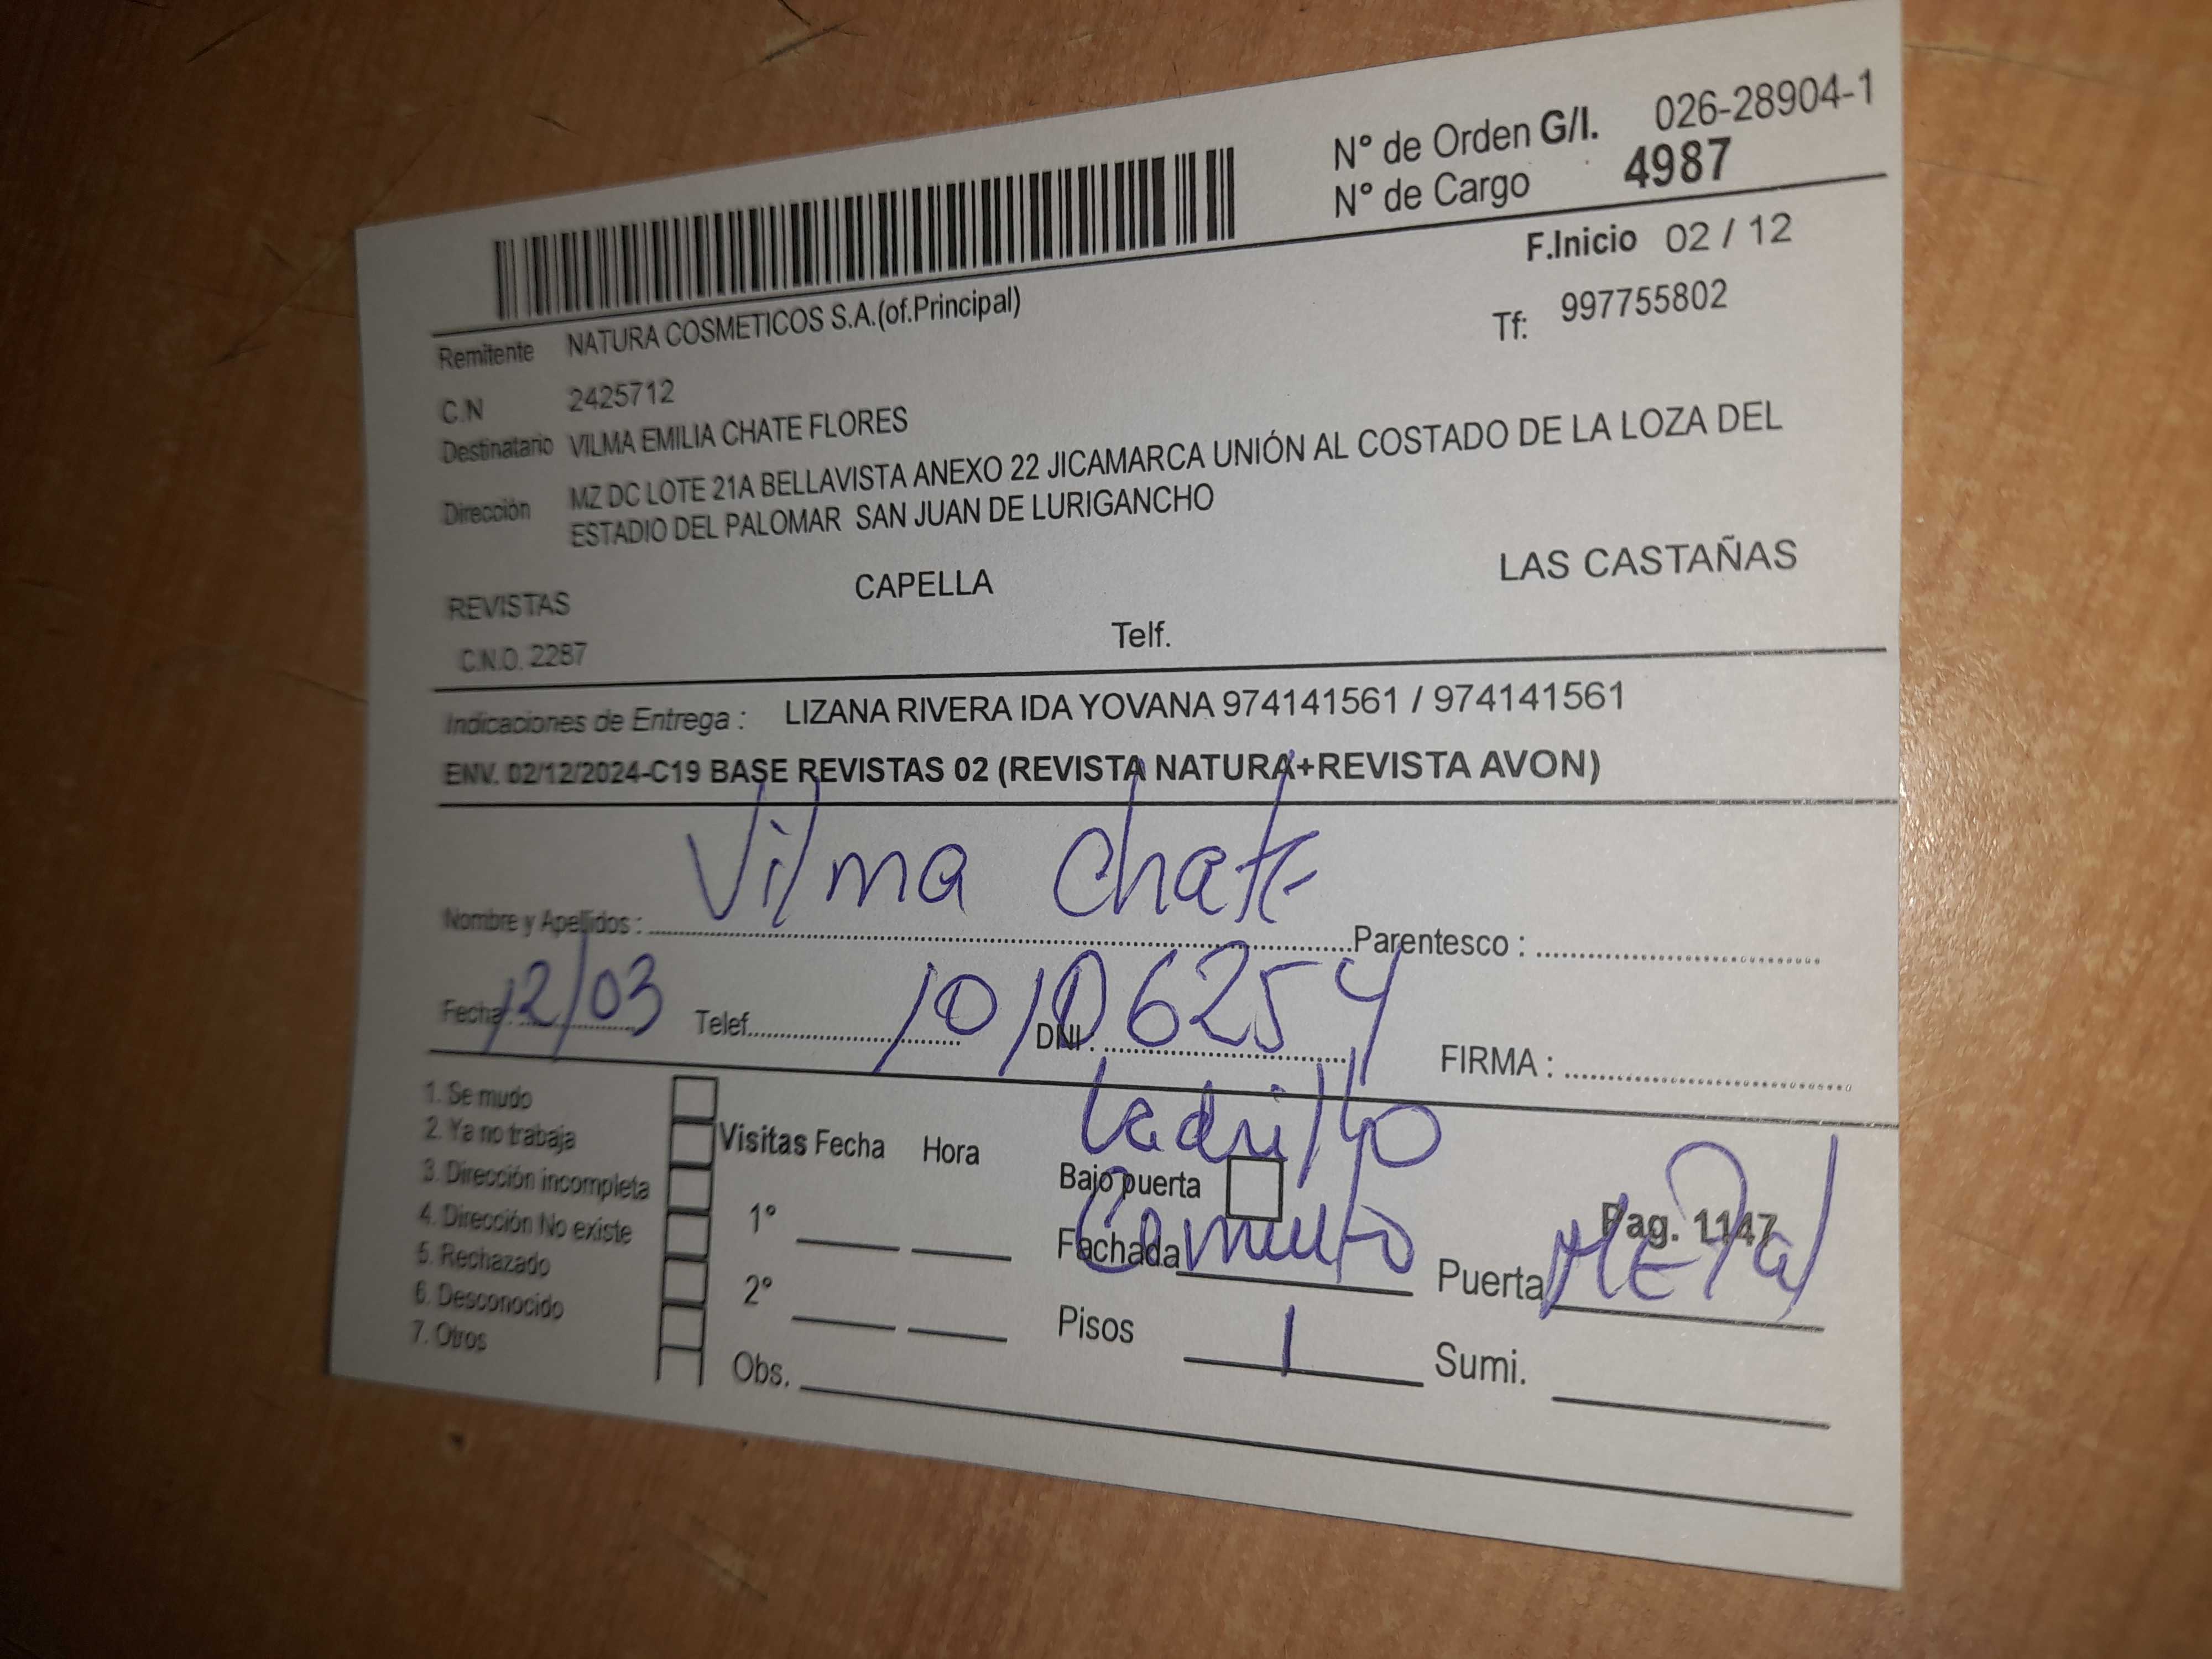 N° de Orden G/I. 026-28904-1
N° de Cargo 4987
F.Inicio 02 / 12
Remitente NATURA COSMETICOS S.A.(of.Principal)
Tf: 997755802
C.N 2425712
Destinatario VILMA EMILIA CHATE FLORES
Dirección MZ DC LOTE 21A BELLAVISTA ANEXO 22 JICAMARCA UNIÓN AL COSTADO DE LA LOZA DEL
ESTADIO DEL PALOMAR SAN JUAN DE LURIGANCHO
REVISTAS CAPELLA LAS CASTAÑAS
C.N.O. 2287 Telf.
Indicaciones de Entrega : LIZANA RIVERA IDA YOVANA 974141561 / 974141561
ENV. 02/12/2024-C19 BASE REVISTAS 02 (REVISTA NATURA+REVISTA AVON)
Nombre y Apellidos : Vilma Chate Parentesco :
Fecha: 12/03 Telef. DNI : 10106254 FIRMA :
1. Se mudo
2. Ya no trabaja
3. Dirección incompleta
4. Dirección No existe
5. Rechazado
6. Desconocido
7. Otros
Visitas Fecha Hora
1°
2°
Obs.
Ladrillo
Bajo puerta
Pag. 1147
Fachada Puerta METAL
Pisos 1 Sumi.